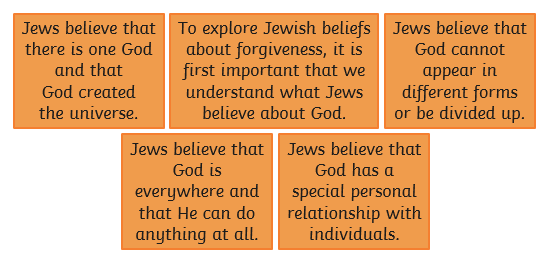 Jews believe that
there is one God
and that
God created
the universe.
To explore Jewish beliefs
about forgiveness, it is
first important that we
understand what Jews
believe about God.
Jews believe that
God cannot
appear in
different forms
or be divided up.
Jews believe that
God is
everywhere and
that He can do
anything at all.
Jews believe that
God has a
special personal
relationship with
individuals.